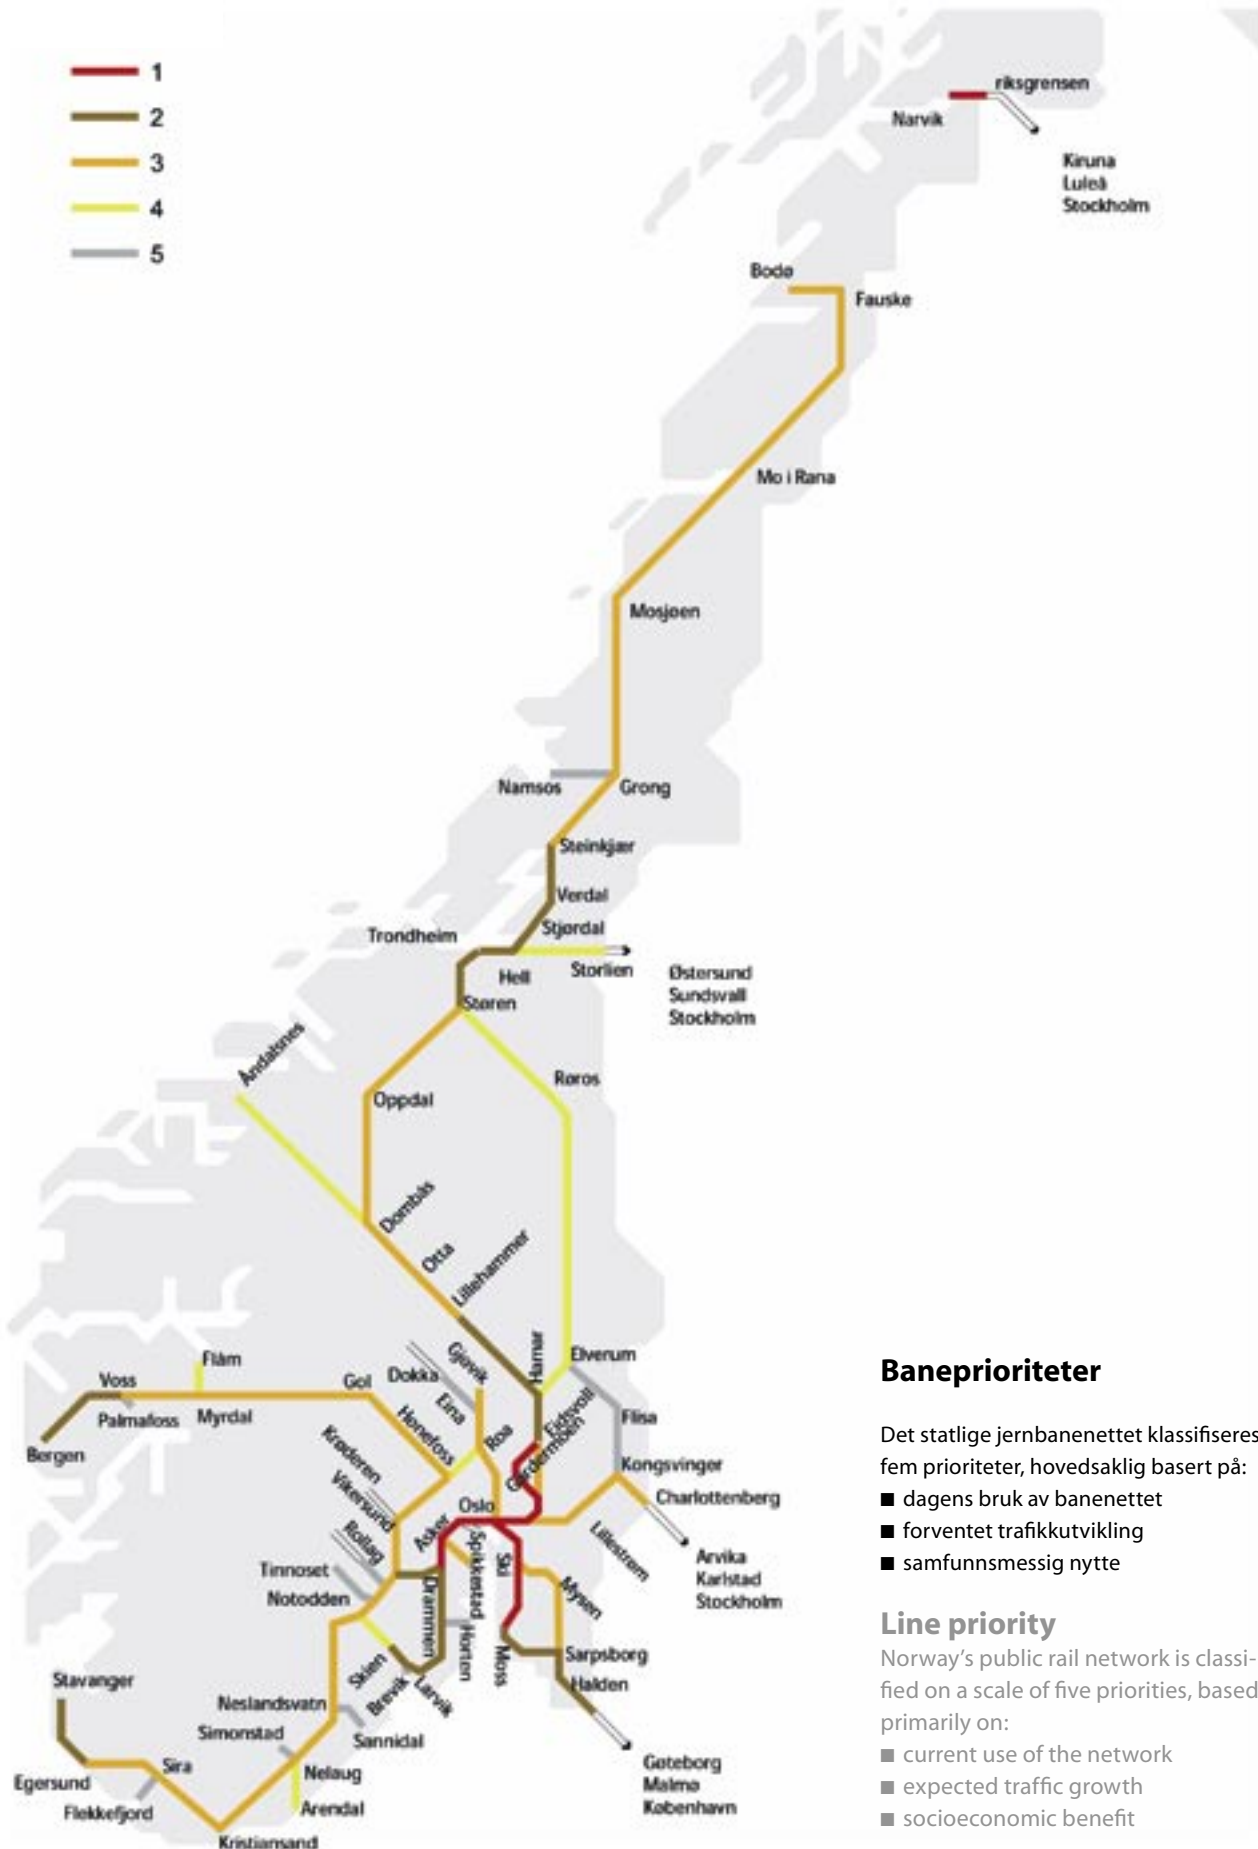 1
2
3
4
5
riksgrensen
Narvik
Kiruna
Luleå
Stockholm
Bodø
Fauske
Mo i Rana
Mosjøen
Namsos
Grong
Steinkjær
Verdal
Stjørdal
Trondheim
Hell
Storlien
Østersund
Sundsvall
Stockholm
Støren
Åndalsnes
Røros
Oppdal
Dombås
Otta
Lillehammer
Hamar
Elverum
Gjøvik
Dokka
Eina
Flåm
Voss
Gol
Palmafoss
Myrdal
Bergen
Hønefoss
Roa
Eidsvoll
Gardermoen
Flisa
Kongsvinger
Charlottenberg
Krøderen
Vikersund
Rollag
Oslo
Asker
Spikkestad
Ski
Lillestrøm
Arvika
Karlstad
Stockholm
Tinnoset
Notodden
Drammen
Mysen
Horten
Moss
Skien
Brevik
Larvik
Sarpsborg
Halden
Stavanger
Neslandsvatn
Simonstad
Sannidal
Egersund
Sira
Nelaug
Flekkefjord
Arendal
Kristiansand
Gøteborg
Malmø
København
Baneprioriteter
Det statlige jernbanenettet klassifiseres
fem prioriteter, hovedsaklig basert på:
■ dagens bruk av banenettet
■ forventet trafikkutvikling
■ samfunnsmessig nytte
Line priority
Norway’s public rail network is classi-
fied on a scale of five priorities, based
primarily on:
■ current use of the network
■ expected traffic growth
■ socioeconomic benefit